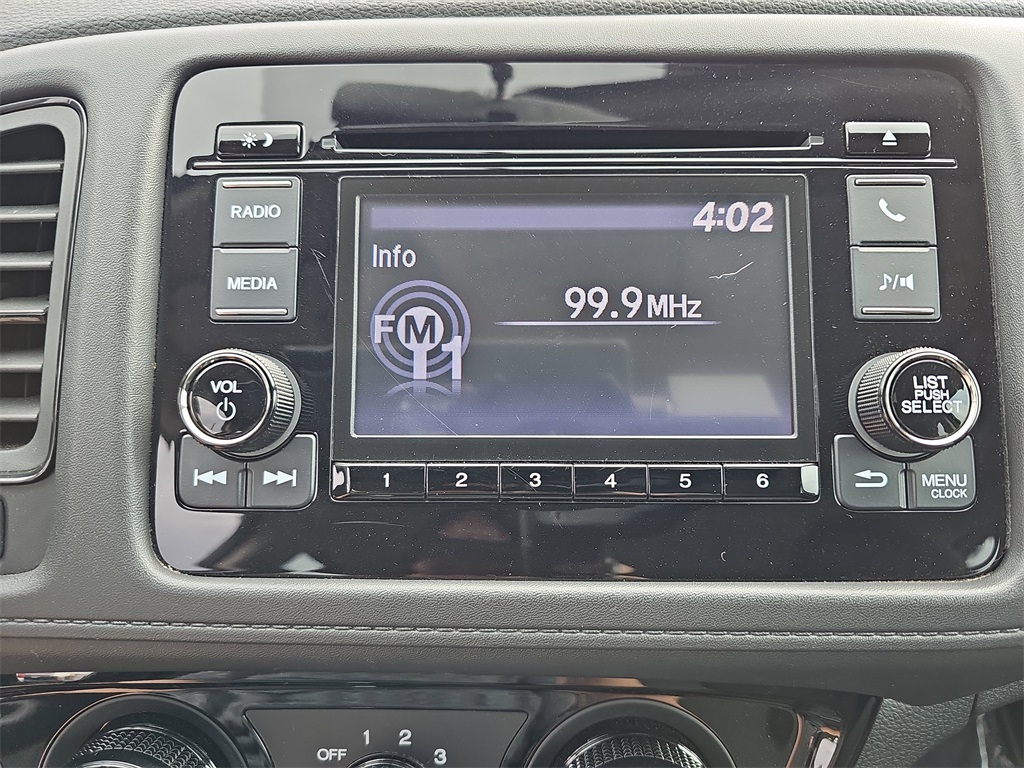 4:02
RADIO
Info
MEDIA
99.9 MHz
FM
1
VOL
LIST
PUSH
SELECT
1 2 3 4 5 6
MENU
CLOCK
OFF 1 2 3